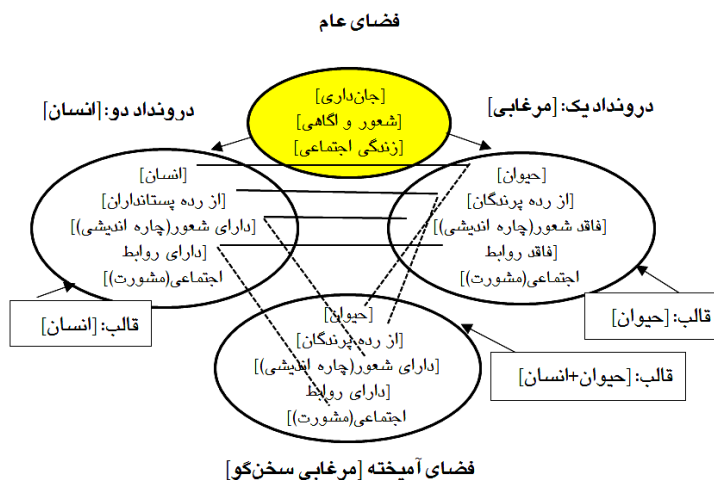 فضای عام
درونداد یک: [مرغابی]
درونداد دو: [انسان]
[جان‌داری]
[شعور و اگاهی]
[زندگی اجتماعی]
[حیوان]
[از رده پرندگان
[فاقد شعور(چاره اندیشی)]
[فاقد روابط
اجتماعی(مشورت)]
[انسان]
[از رده پستانداران
[دارای شعور(چاره اندیشی)]
[دارای روابط
اجتماعی(مشورت)]
قالب: [حیوان]
قالب: [انسان]
[حیوان]
[از رده پرندگان
[دارای شعور(چاره اندیشی)]
[دارای روابط
اجتماعی(مشورت)]
قالب: [حیوان+انسان]
فضای آمیخته [مرغابی سخن‌گو]